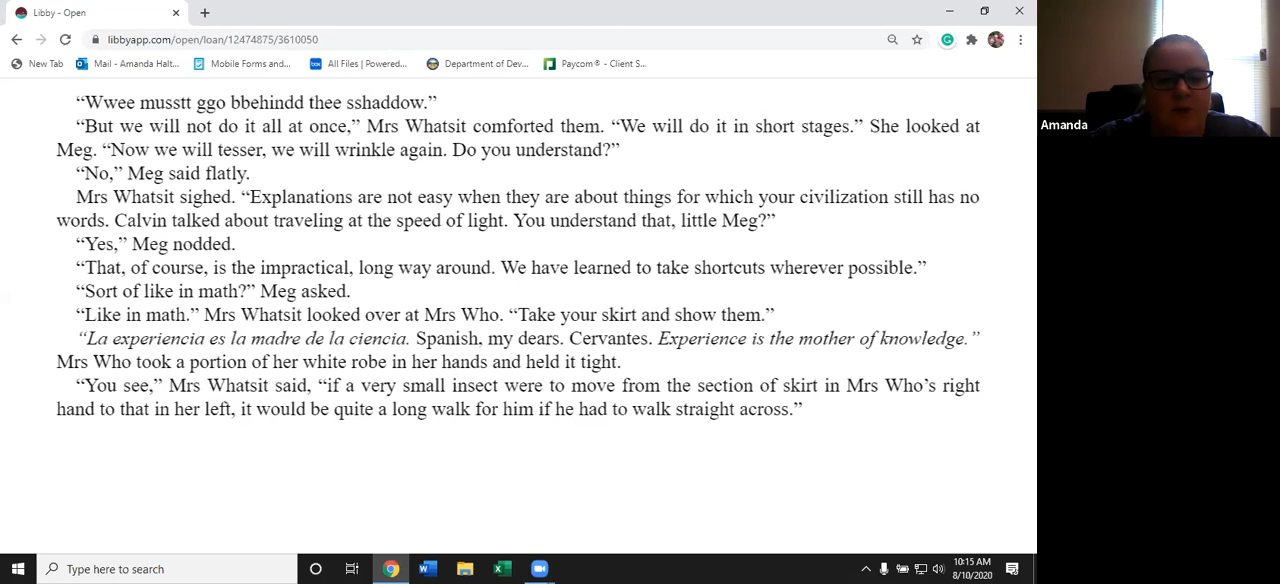 Libby - Open
libbyapp.com/open/loan/12474875/3610050
New Tab Mail - Amanda Halt... Mobile Forms and... box All Files | Powered... Department of Dev... Paycom® - Client S...
“Wwee musstt ggo bbehindd thee sshaddow.”
“But we will not do it all at once,” Mrs Whatsit comforted them. “We will do it in short stages.” She looked at
Meg. “Now we will tesser, we will wrinkle again. Do you understand?”
“No,” Meg said flatly.
Mrs Whatsit sighed. “Explanations are not easy when they are about things for which your civilization still has no
words. Calvin talked about traveling at the speed of light. You understand that, little Meg?”
“Yes,” Meg nodded.
“That, of course, is the impractical, long way around. We have learned to take shortcuts wherever possible.”
“Sort of like in math?” Meg asked.
“Like in math.” Mrs Whatsit looked over at Mrs Who. “Take your skirt and show them.”
“La experiencia es la madre de la ciencia. Spanish, my dears. Cervantes. Experience is the mother of knowledge.”
Mrs Who took a portion of her white robe in her hands and held it tight.
“You see,” Mrs Whatsit said, “if a very small insect were to move from the section of skirt in Mrs Who’s right
hand to that in her left, it would be quite a long walk for him if he had to walk straight across.”
Amanda
Type here to search
10:15 AM
8/10/2020